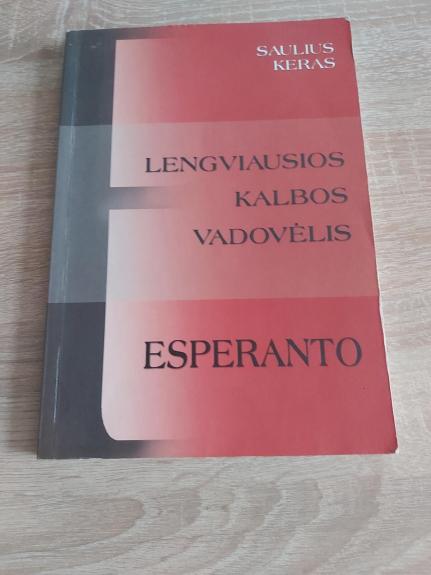 SAULIUS
KERAS
LENGVIAUSIOS
KALBOS
VADOVĖLIS
ESPERANTO